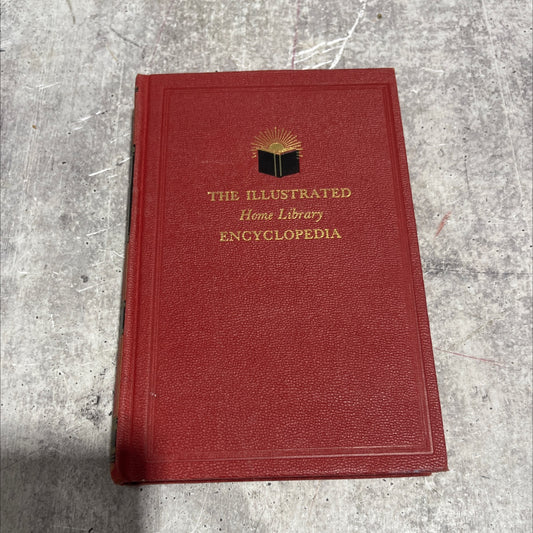 THE ILLUSTRATED
Home Library
ENCYCLOPEDIA